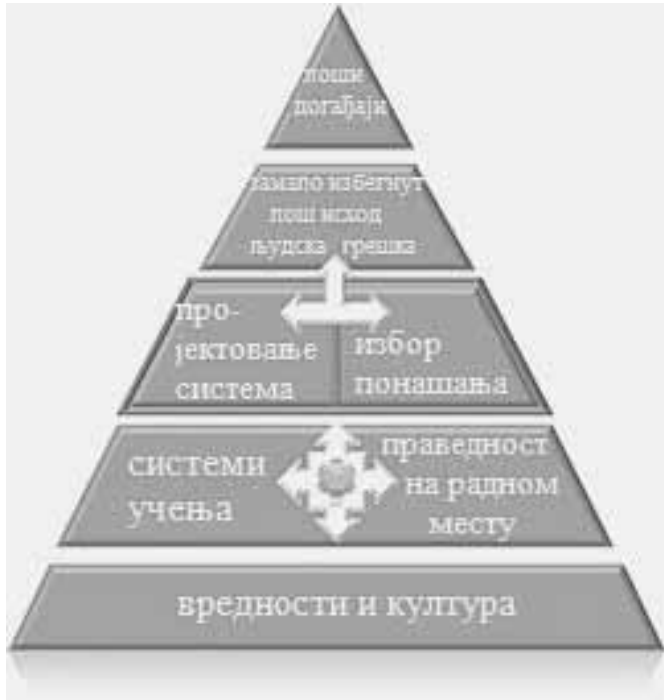 лоши
догађаји
замало избегнут
лош исход
људска грешка
про-
јектовање
система
избор
понашања
системи
учења
праведност
на радном
месту
вредности и култура